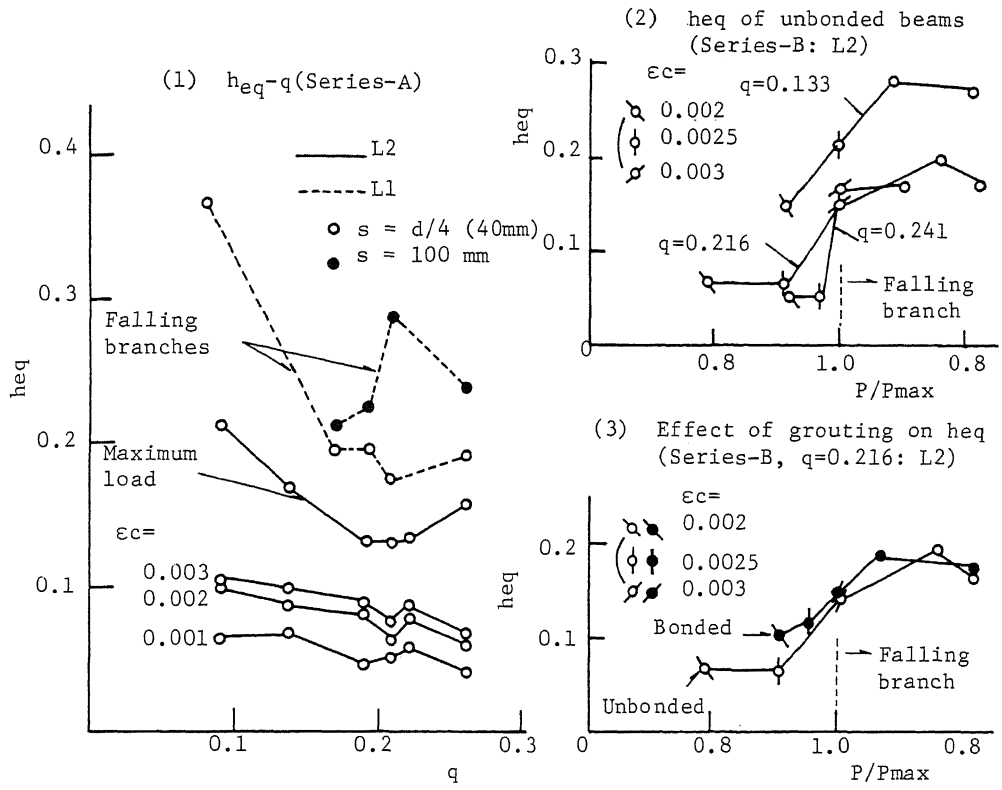 (1) heq-q(Series-A)
0.4
0.3
0.2
0.1
heq
L2
L1
s = d/4 (40mm)
s = 100 mm
Falling
branches
Maximum
load
εc=
0.003
0.002
0.001
0.1
0.2
0.3
q
(2) heq of unbonded beams
(Series-B: L2)
0.3
0.2
0.1
0
heq
εc=
0.002
0.0025
0.003
q=0.133
q=0.216
q=0.241
Falling
branch
0.8
1.0
0.8
P/Pmax
(3) Effect of grouting on heq
(Series-B, q=0.216: L2)
0.2
0.1
0
heq
εc=
0.002
0.0025
0.003
Bonded
Unbonded
Falling
branch
0.8
1.0
0.8
P/Pmax